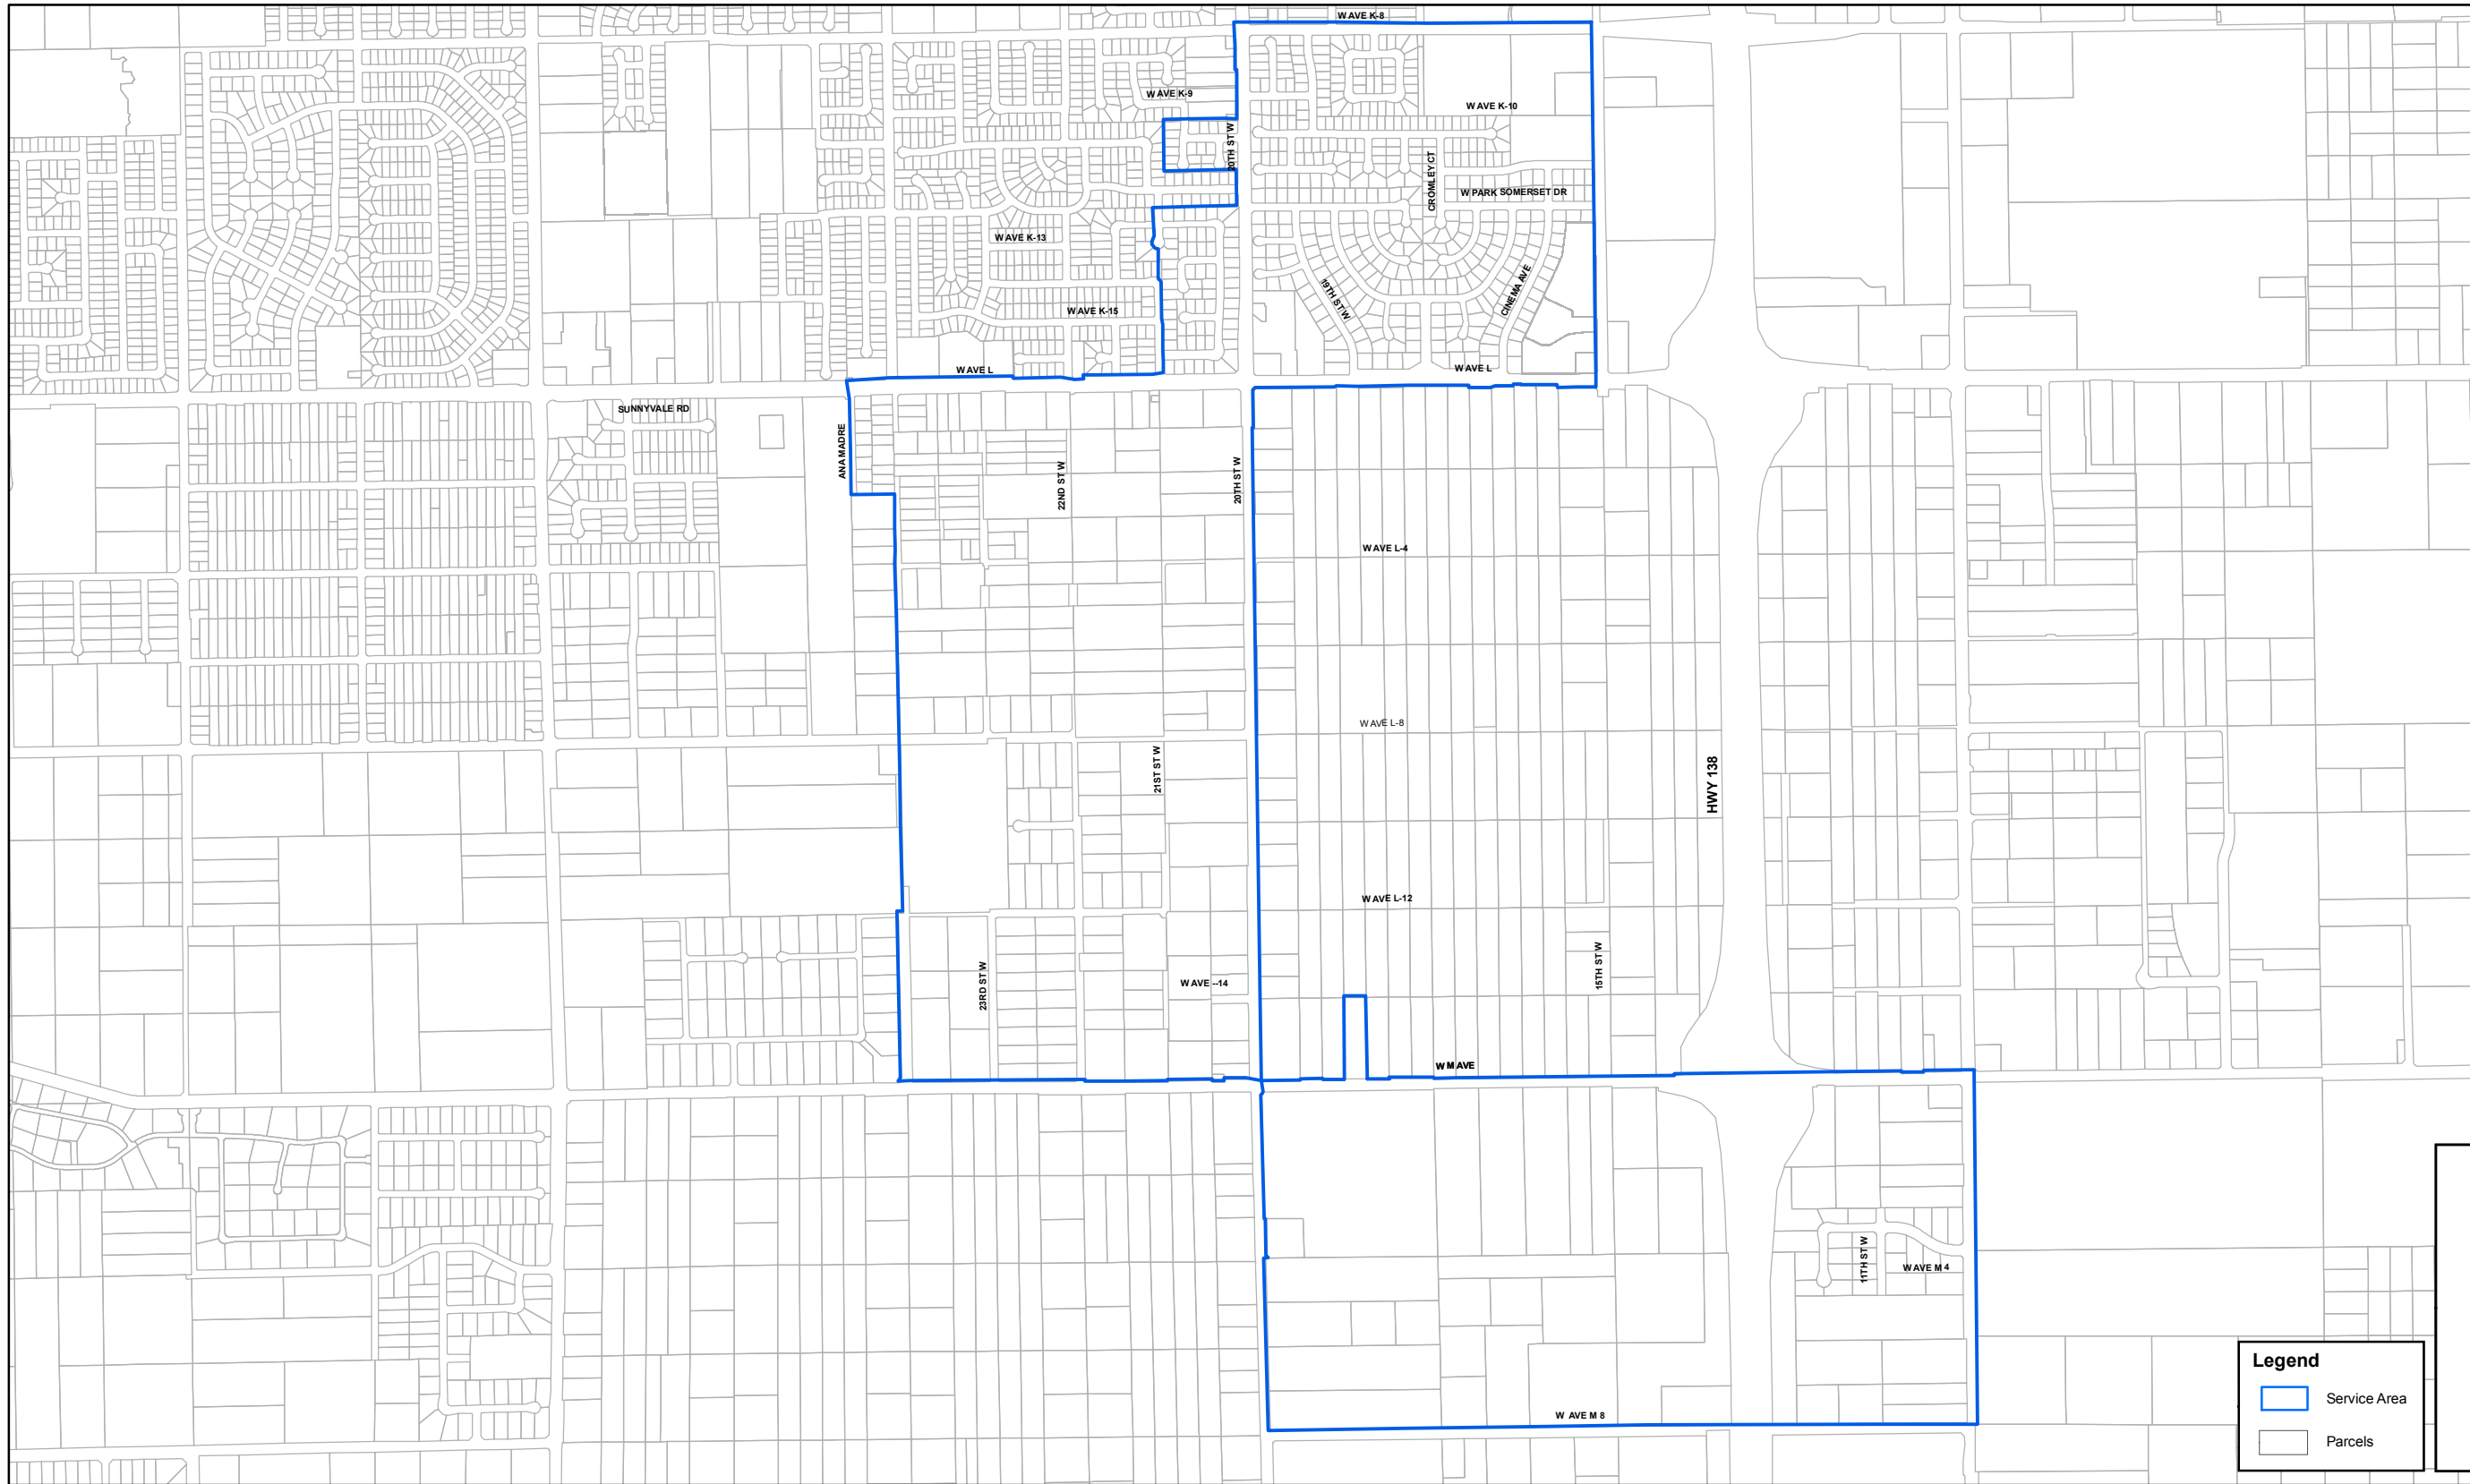 W AVE K-8
W AVE K-9
W AVE K-10
20TH ST W
CROMLEY CT
W PARK SOMERSET DR
W AVE K-13
19TH ST W
CINEMA AVE
W AVE K-15
W AVE L
W AVE L
SUNNYVALE RD
ANA MADRE
22ND ST W
20TH ST W
W AVE L-4
W AVE L-8
21ST ST W
HWY 138
W AVE L-12
15TH ST W
23RD ST W
W AVE --14
W M AVE
11TH ST W
W AVE M 4
W AVE M 8
Legend
Service Area
Parcels